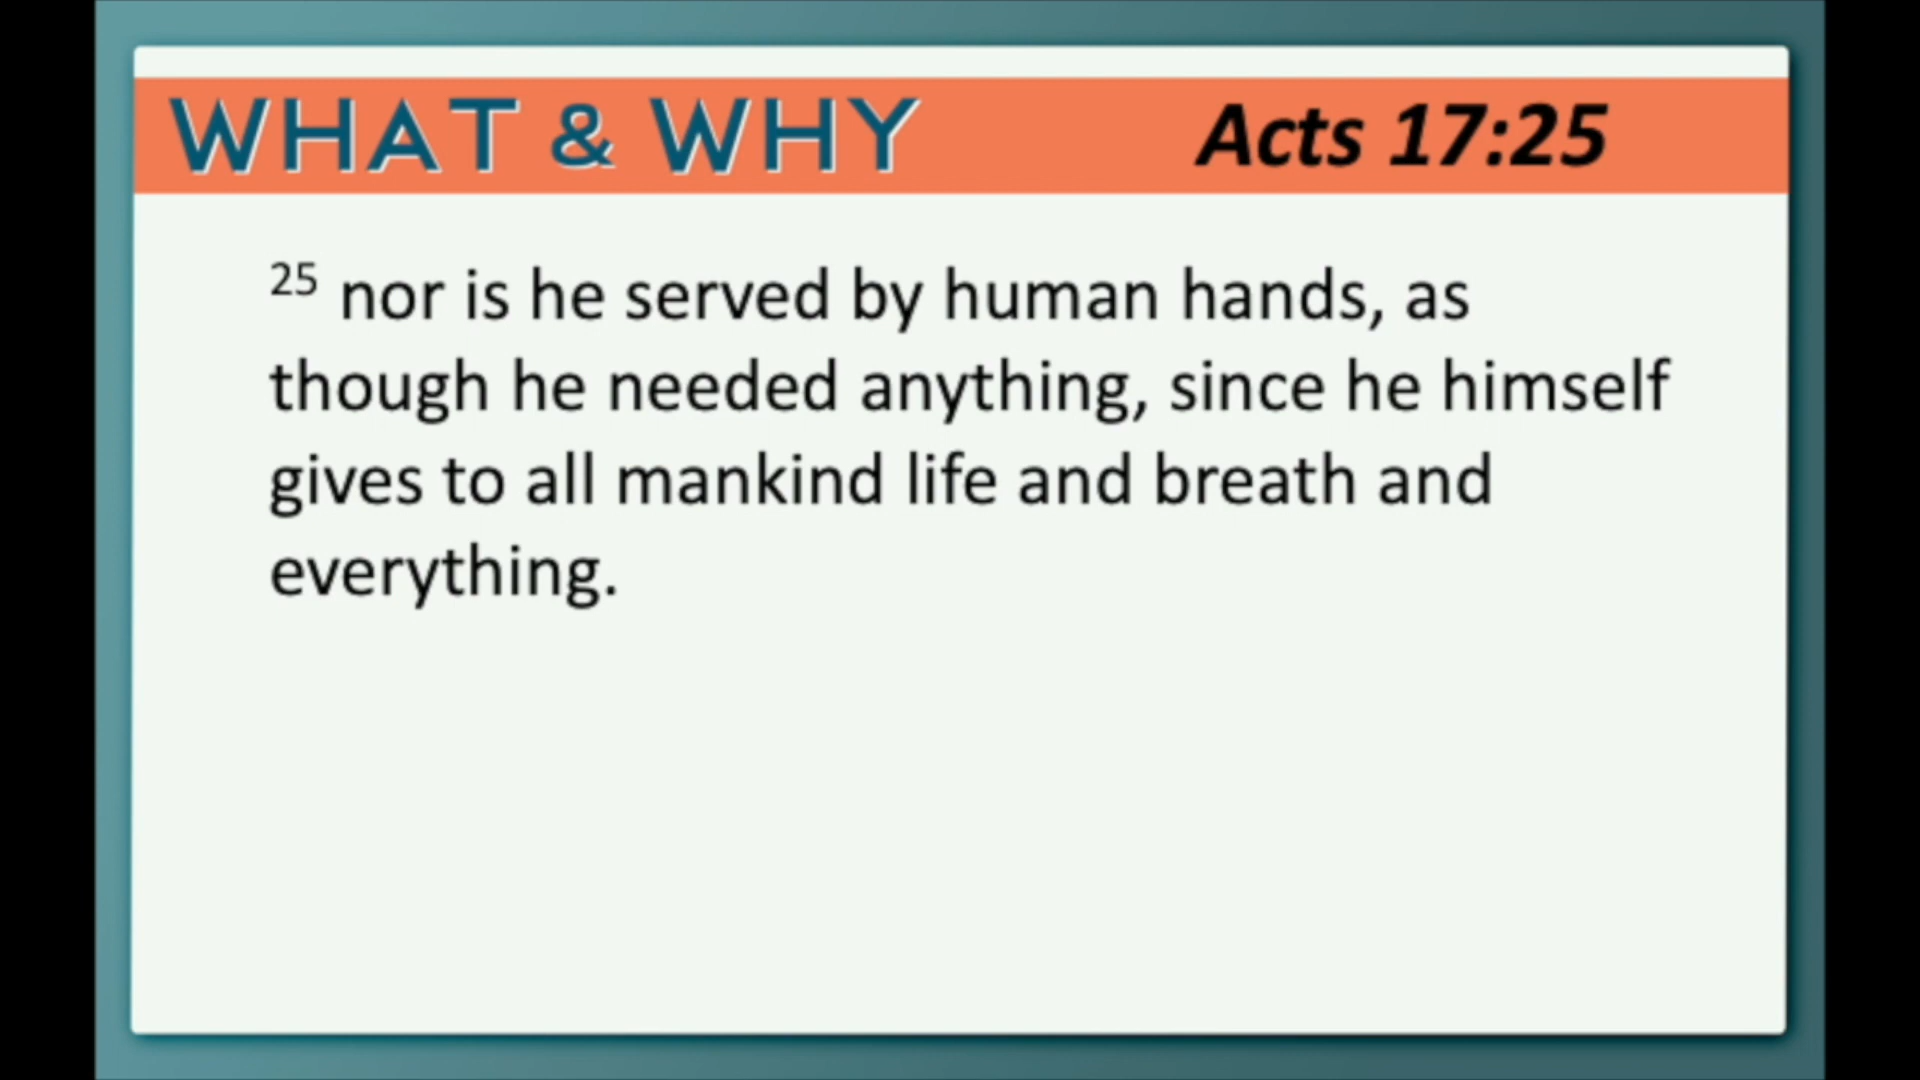 WHAT & WHY Acts 17:25
25 nor is he served by human hands, as
though he needed anything, since he himself
gives to all mankind life and breath and
everything.